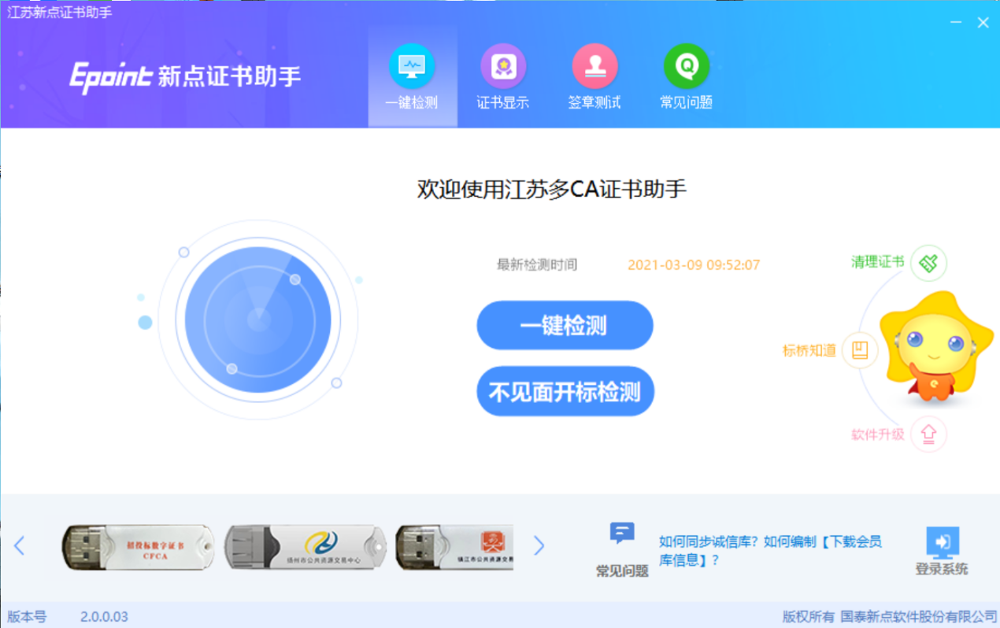 江苏新点证书助手
Epoint 新点证书助手
一键检测
证书显示
签章测试
常见问题
欢迎使用江苏多CA证书助手
最新检测时间 2021-03-09 09:52:07
清理证书
一键检测
标桥知道
不见面开标检测
软件升级
招投标数字证书
CFCA
扬州市公共资源交易中心
镇江市公共资源交易
常见问题
如何同步诚信库？如何编制【下载会员
库信息】?
登录系统
版本号 2.0.0.03
版权所有 国泰新点软件股份有限公司